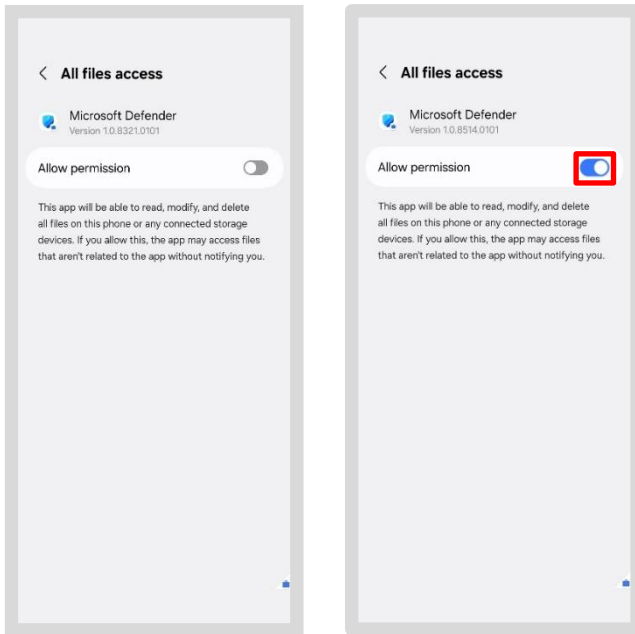 All files access
Microsoft Defender
Version 1.0.8321.0101
Allow permission
This app will be able to read, modify, and delete
all files on this phone or any connected storage
devices. If you allow this, the app may access files
that aren't related to the app without notifying you.
All files access
Microsoft Defender
Version 1.0.8514.0101
Allow permission
This app will be able to read, modify, and delete
all files on this phone or any connected storage
devices. If you allow this, the app may access files
that aren't related to the app without notifying you.